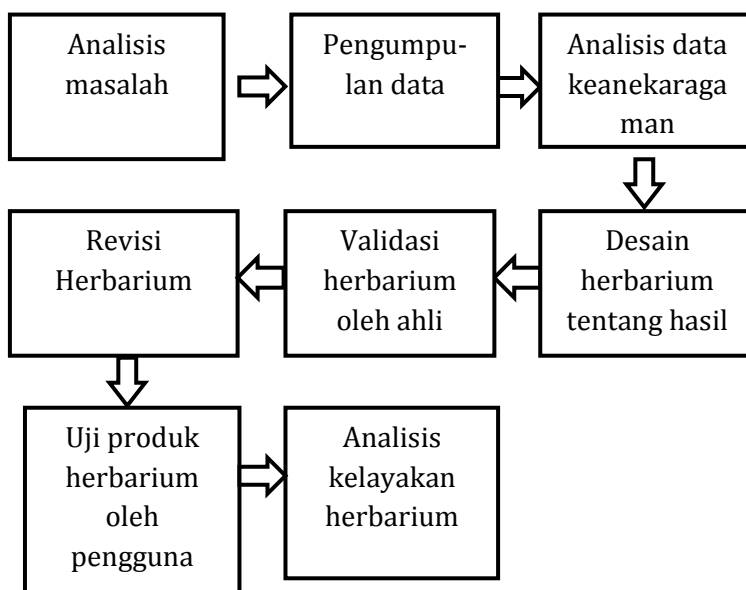 Analisis
masalah
Pengumpu-
lan data
Analisis data
keanekaraga
man
Desain
herbarium
tentang hasil
Validasi
herbarium
oleh ahli
Revisi
Herbarium
Uji produk
herbarium
oleh
pengguna
Analisis
kelayakan
herbarium